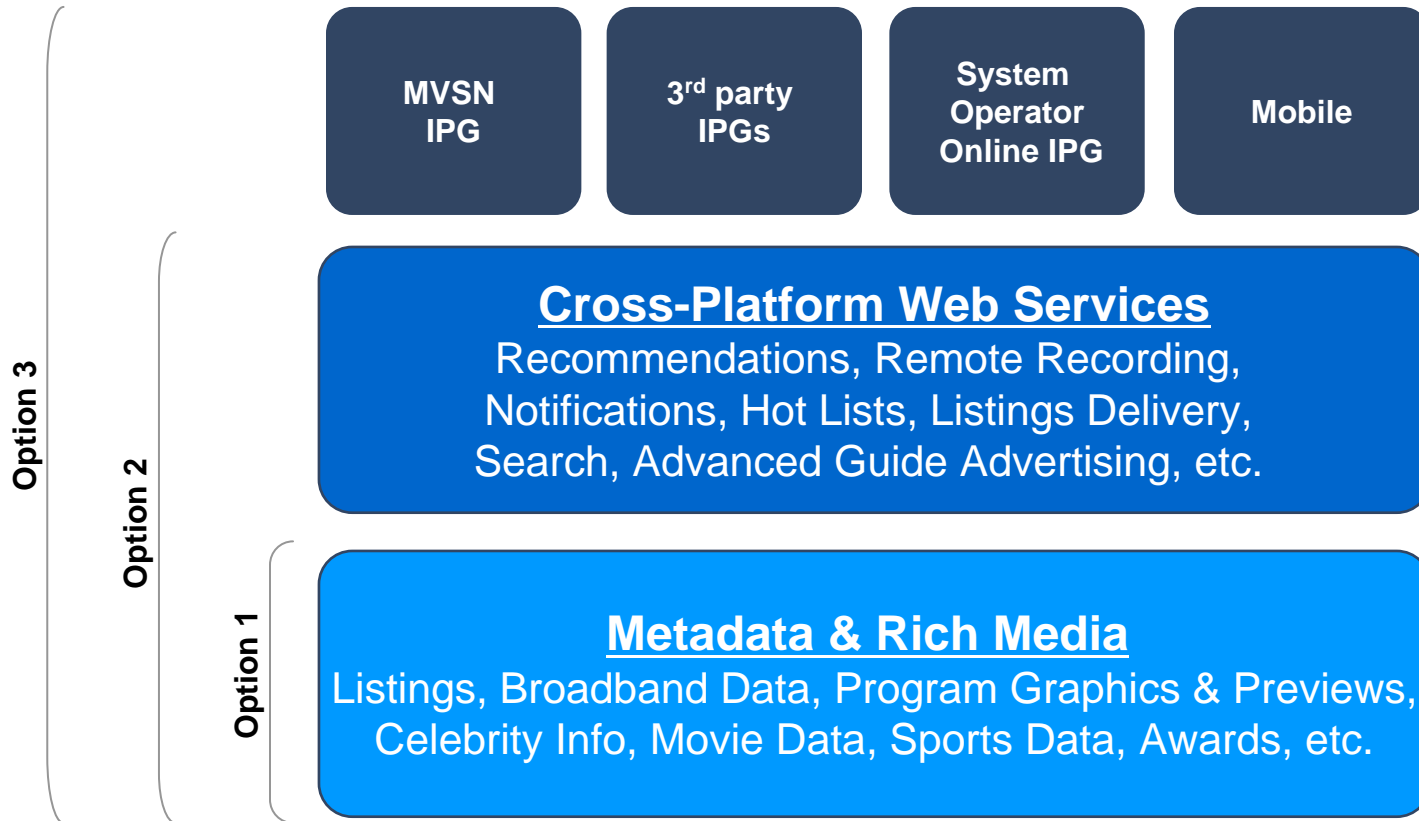 MVSN
IPG
3rd party
IPGs
System
Operator
Online IPG
Mobile
Cross-Platform Web Services
Recommendations, Remote Recording,
Notifications, Hot Lists, Listings Delivery,
Search, Advanced Guide Advertising, etc.
Metadata & Rich Media
Listings, Broadband Data, Program Graphics & Previews,
Celebrity Info, Movie Data, Sports Data, Awards, etc.
Option 3
Option 2
Option 1